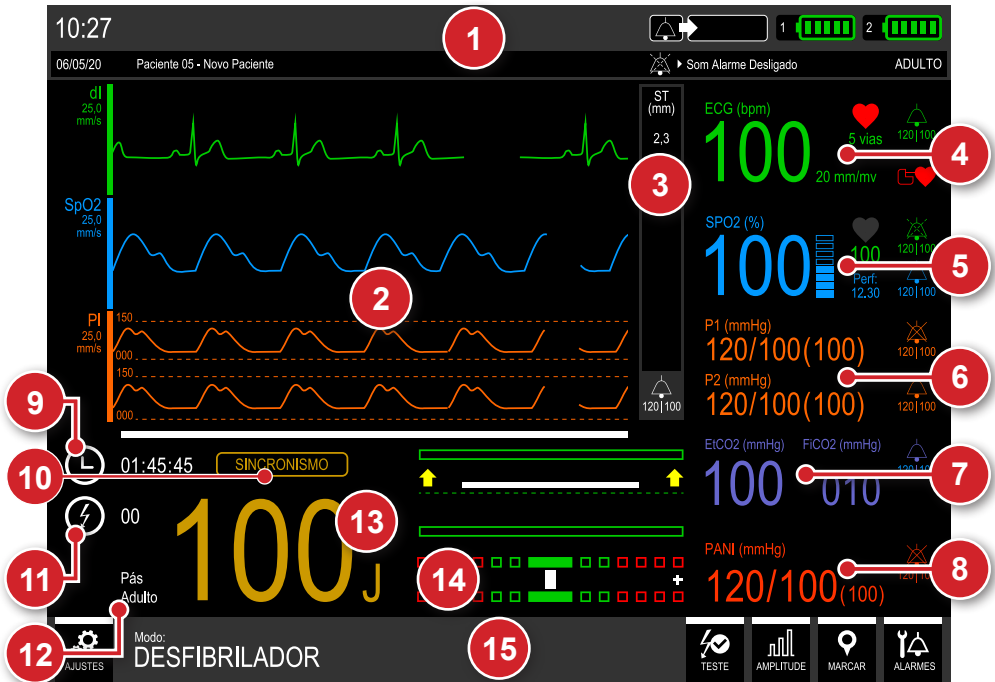 10:27
1
1
2
06/05/20
Paciente 05 - Novo Paciente
Som Alarme Desligado
ADULTO
dI
25,0
mm/s
ST
(mm)
2,3
3
ECG (bpm)
100
5 vias
20 mm/mv
120|100
4
SpO2
25,0
mm/s
2
SPO2 (%)
100
100
Perf:
12.30
120|100
120|100
5
PI
25,0
mm/s
150
000
150
000
120|100
P1 (mmHg)
120/100(100)
120|100
P2 (mmHg)
120/100(100)
120|100
6
9
01:45:45
SINCRONISMO
10
EtCO2 (mmHg)
FiCO2 (mmHg)
100
010
120|100
7
11
00
100J
13
14
Pás
Adulto
12
PANI (mmHg)
120/100(100)
120|100
8
AJUSTES
Modo:
DESFIBRILADOR
15
TESTE
AMPLITUDE
MARCAR
ALARMES